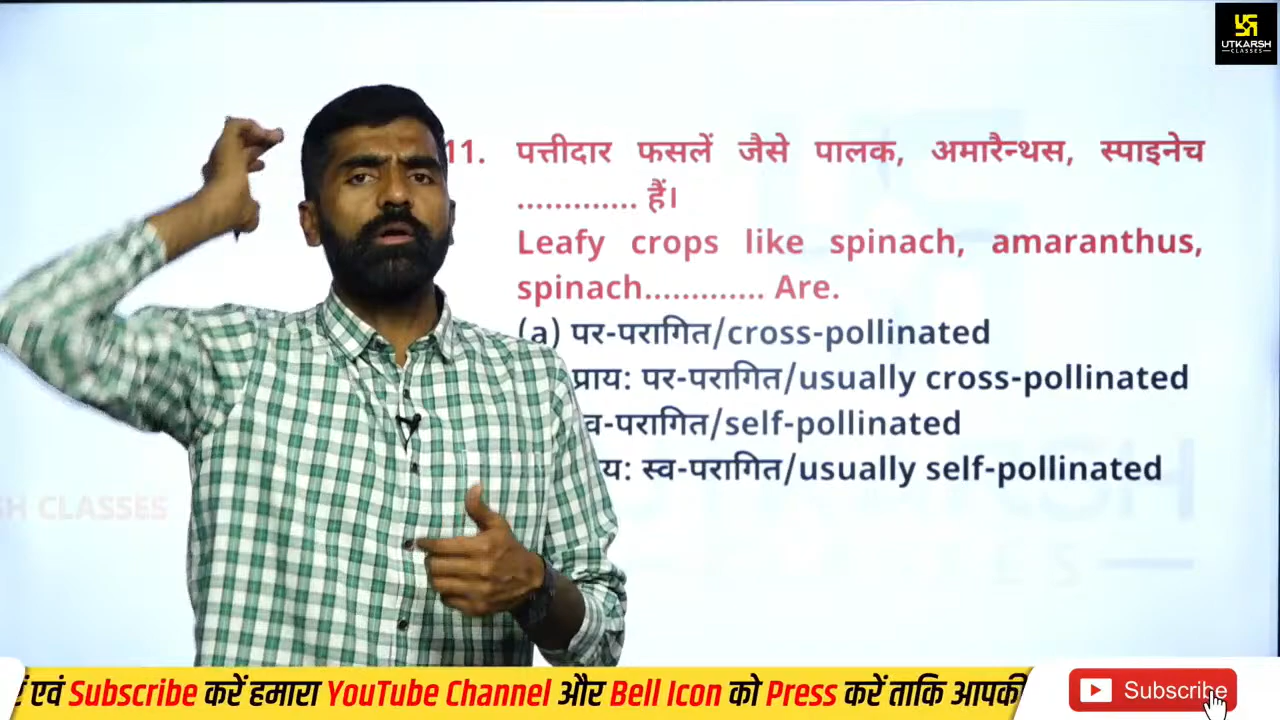 UTKARSH
CLASSES
11. पत्तीदार फसलें जैसे पालक, अमारैन्थस, स्पाइनेच
............. हैं।
Leafy crops like spinach, amaranthus,
spinach............. Are.
(a) पर-परागित/cross-pollinated
प्राय: पर-परागित/usually cross-pollinated
व-परागित/self-pollinated
य: स्व-परागित/usually self-pollinated
SH CLASSES
एवं Subscribe करें हमारा YouTube Channel और Bell Icon को Press करें ताकि आपकी
Subscribe